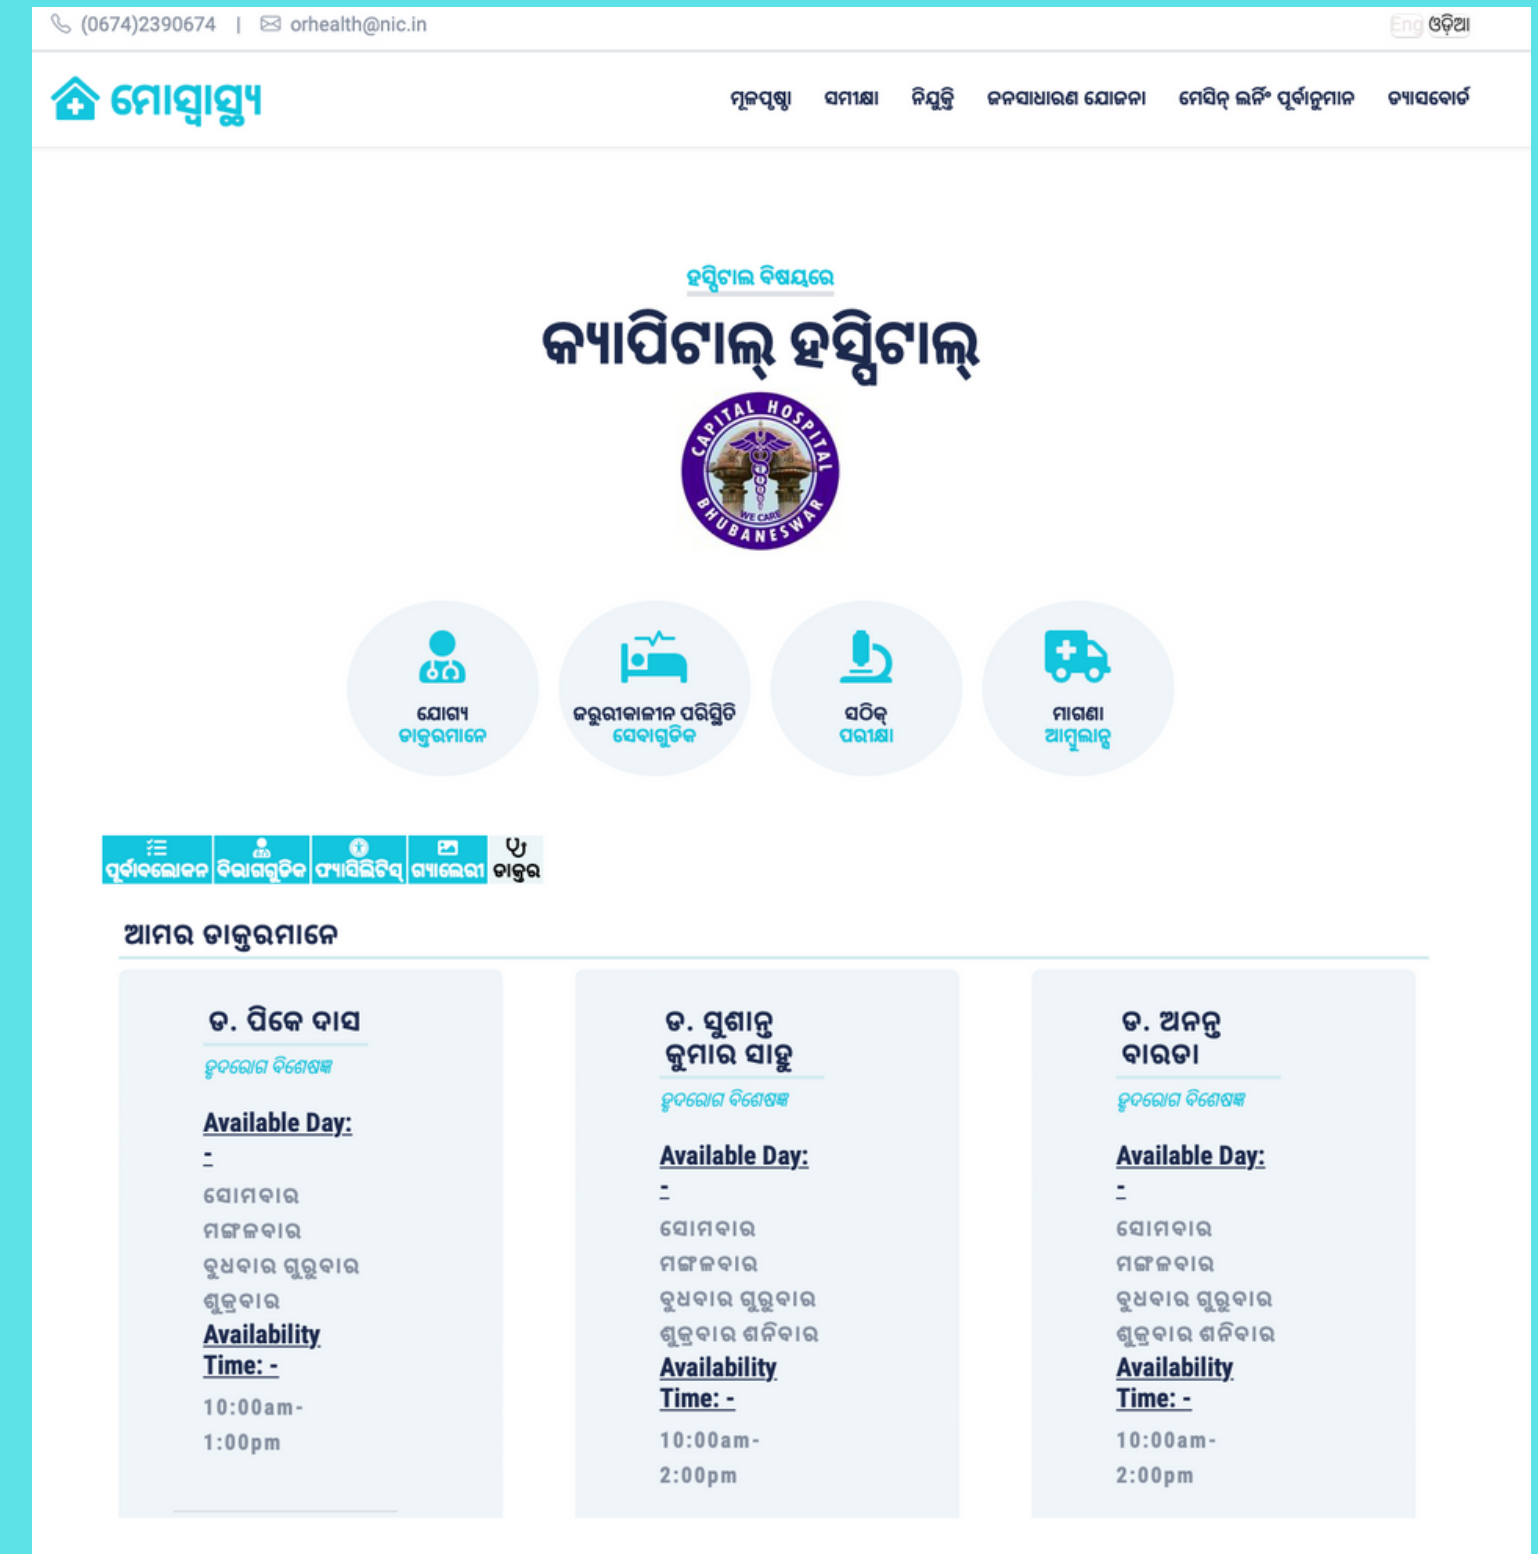 (0674)2390674 | orhealth@nic.in
Eng ଓଡ଼ିଆ
ମୋସ୍ୱାସ୍ଥ୍ୟ
ମୂଳପୃଷ୍ଠା ସମୀକ୍ଷା ନିଯୁକ୍ତି ଜନସାଧାରଣ ଯୋଜନା ମେସିନ୍ ଲର୍ନିଂ ପୂର୍ବାନୁମାନ ଡ୍ୟାସବୋର୍ଡ
ହସ୍ପିଟାଲ ବିଷୟରେ
କ୍ୟାପିଟାଲ୍ ହସ୍ପିଟାଲ୍
CAPITAL HOSPITAL
WE CARE
BHUBANESWAR
ଯୋଗ୍ୟ
ଡାକ୍ତରମାନେ
ଜରୁରୀକାଳୀନ ପରିସ୍ଥିତି
ସେବାଗୁଡିକ
ସଠିକ୍
ପରୀକ୍ଷା
ମାଗଣା
ଆମ୍ବୁଲାନ୍ସ
ପୂର୍ବାବଲୋକନ ବିଭାଗଗୁଡିକ ଫ୍ୟାସିଲିଟିସ୍ ଗ୍ୟାଲେରୀ ଡାକ୍ତର
ଆମର ଡାକ୍ତରମାନେ
ଡ. ପିକେ ଦାସ
ହୃଦରୋଗ ବିଶେଷଜ୍ଞ
Available Day:
-
ସୋମବାର
ମଙ୍ଗଳବାର
ବୁଧବାର ଗୁରୁବାର
ଶୁକ୍ରବାର
Availability
Time: -
10:00am-
1:00pm
ଡ. ସୁଶାନ୍ତ
କୁମାର ସାହୁ
ହୃଦରୋଗ ବିଶେଷଜ୍ଞ
Available Day:
-
ସୋମବାର
ମଙ୍ଗଳବାର
ବୁଧବାର ଗୁରୁବାର
ଶୁକ୍ରବାର ଶନିବାର
Availability
Time: -
10:00am-
2:00pm
ଡ. ଅନନ୍ତ
ବାରଡା
ହୃଦରୋଗ ବିଶେଷଜ୍ଞ
Available Day:
-
ସୋମବାର
ମଙ୍ଗଳବାର
ବୁଧବାର ଗୁରୁବାର
ଶୁକ୍ରବାର ଶନିବାର
Availability
Time: -
10:00am-
2:00pm